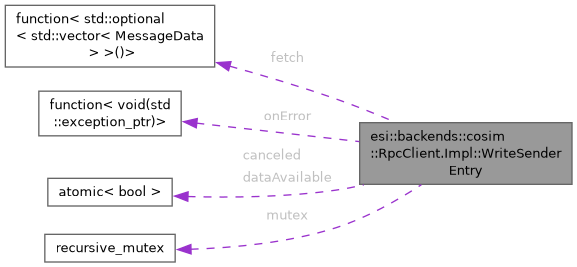 function< std::optional
< std::vector< MessageData
> >()>
fetch
function< void(std
::exception_ptr)>
onError
esi::backends::cosim
::RpcClient.Impl::WriteSender
Entry
canceled
dataAvailable
atomic< bool >
mutex
recursive_mutex